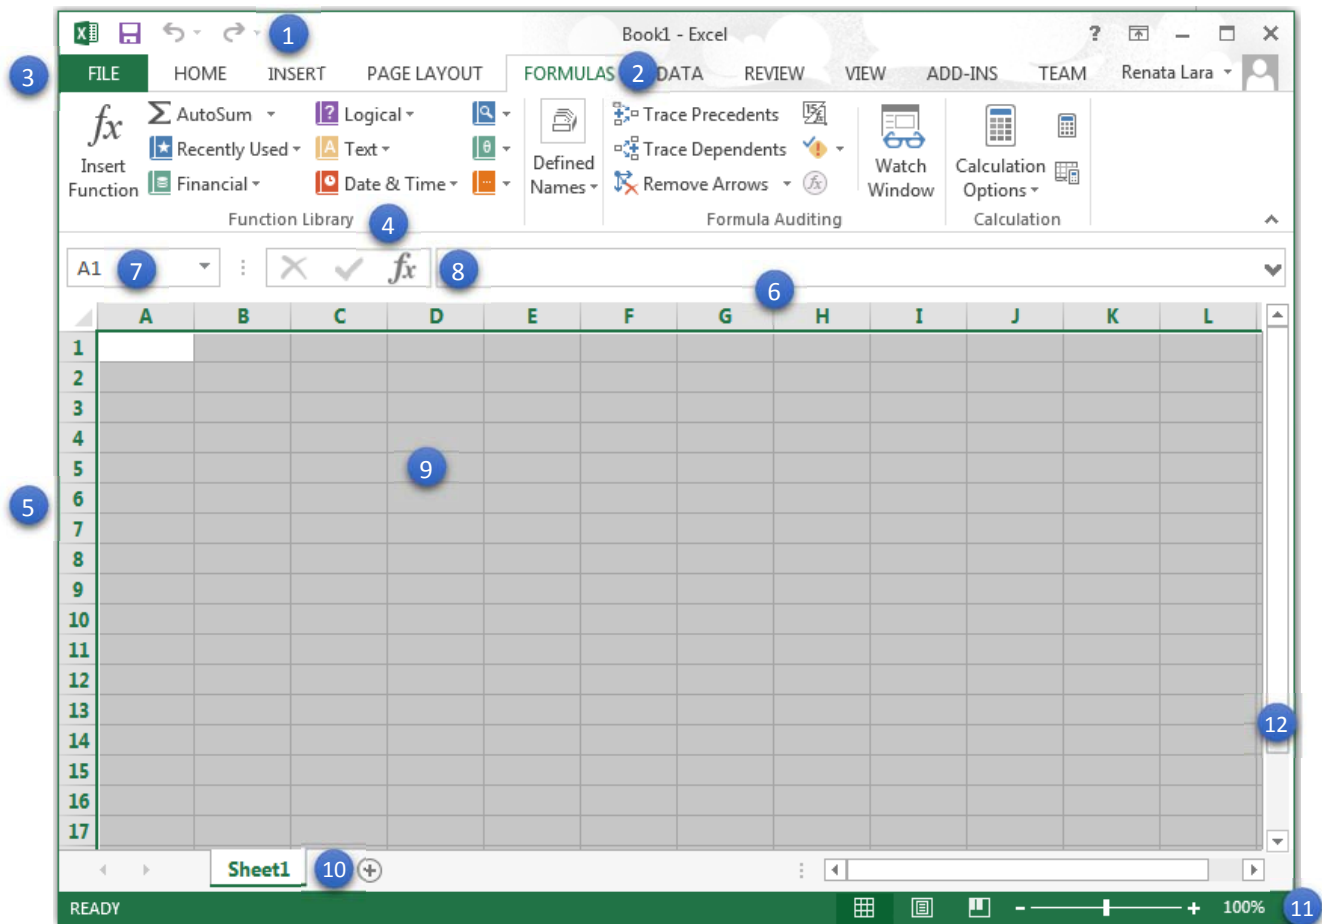 1 Book1 - Excel ?
3 FILE HOME INSERT PAGE LAYOUT FORMULAS 2 DATA REVIEW VIEW ADD-INS TEAM Renata Lara
fx Insert Function
AutoSum
Recently Used
Financial
? Logical
A Text
Date & Time
θ
Function Library 4
Defined Names
Trace Precedents
Trace Dependents
Remove Arrows
fx
Formula Auditing
Watch Window
Calculation Options
Calculation
A1 7 fx 8
6
A B C D E F G H I J K L
1
2
3
4
5 9
5 6
7
8
9
10
11
12
13
14 12
15
16
17
Sheet1 10 +
READY - + 100% 11